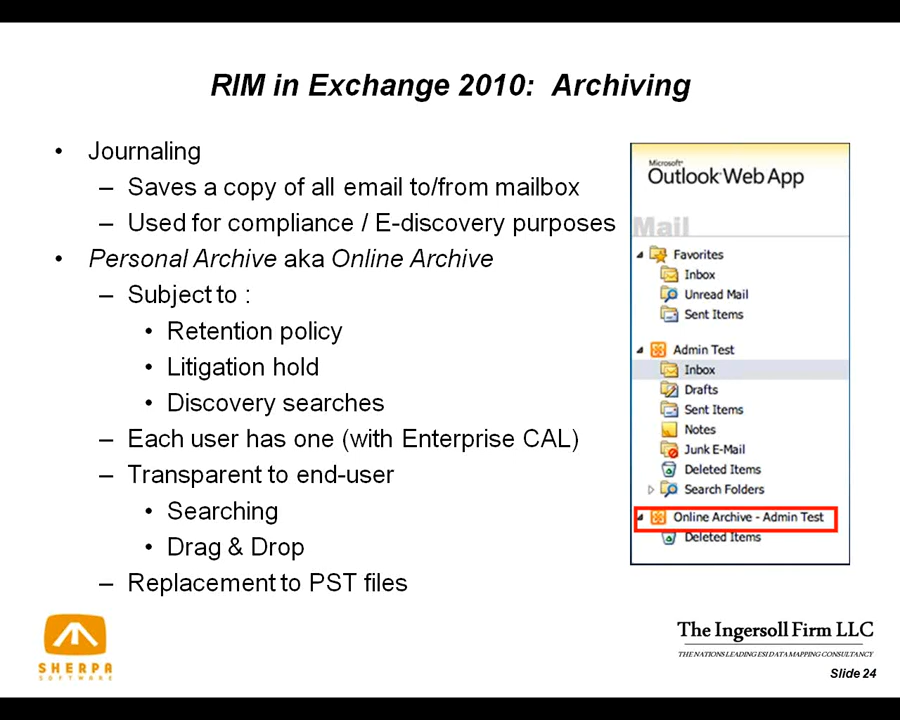 RIM in Exchange 2010: Archiving
• Journaling
– Saves a copy of all email to/from mailbox
– Used for compliance / E-discovery purposes
• Personal Archive aka Online Archive
– Subject to :
• Retention policy
• Litigation hold
• Discovery searches
– Each user has one (with Enterprise CAL)
– Transparent to end-user
• Searching
• Drag & Drop
– Replacement to PST files
Microsoft®
Outlook Web App
Mail
Favorites
Inbox
Unread Mail
Sent Items
Admin Test
Inbox
Drafts
Sent Items
Notes
Junk E-Mail
Deleted Items
Search Folders
Online Archive - Admin Test
Deleted Items
SHERPA
SOFTWARE
The Ingersoll Firm LLC
THE NATIONS LEADING ESI DATA MAPPING CONSULTANCY
Slide 24